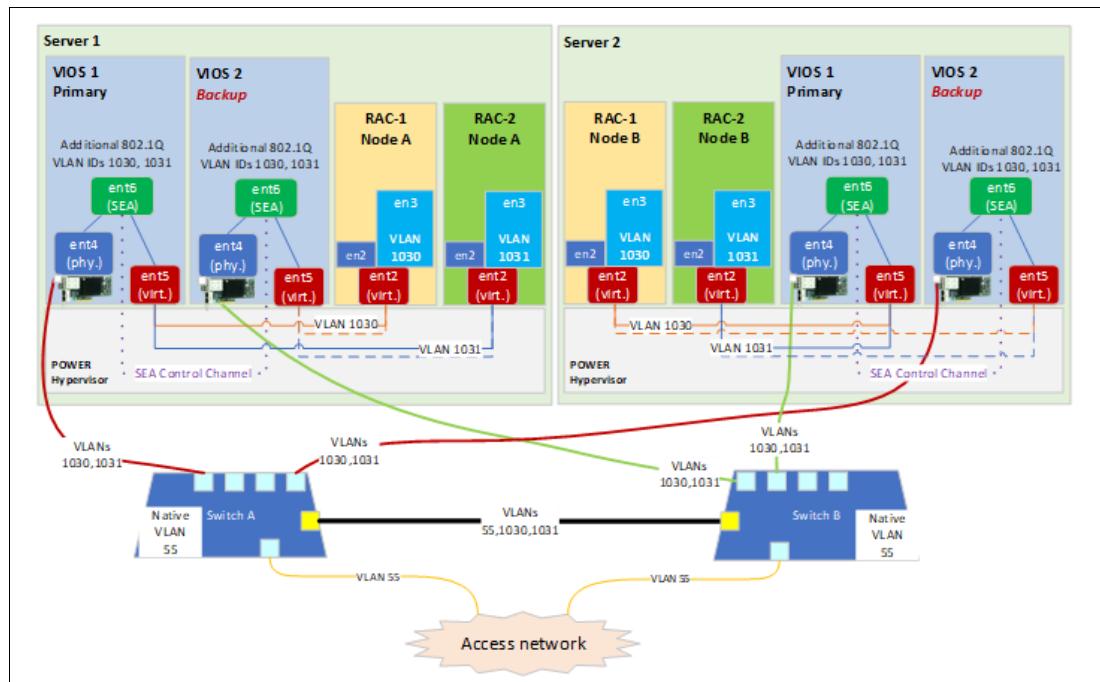 Server 1
VIOS 1
Primary
VIOS 2
Backup
Additional 802.1Q
VLAN IDs 1030, 1031
Additional 802.1Q
VLAN IDs 1030, 1031
ent6
(SEA)
ent6
(SEA)
ent4
(phy.)
ent5
(virt.)
ent4
(phy.)
ent5
(virt.)
RAC-1
Node A
en3
VLAN
1030
en2
ent2
(virt.)
RAC-2
Node A
en3
VLAN
1031
en2
ent2
(virt.)
VLAN 1030
VLAN 1031
POWER
Hypervisor
SEA Control Channel
Server 2
RAC-1
Node B
en3
VLAN
1030
en2
ent2
(virt.)
RAC-2
Node B
en3
VLAN
1031
en2
ent2
(virt.)
VIOS 1
Primary
VIOS 2
Backup
Additional 802.1Q
VLAN IDs 1030, 1031
Additional 802.1Q
VLAN IDs 1030, 1031
ent6
(SEA)
ent6
(SEA)
ent4
(phy.)
ent5
(virt.)
ent4
(phy.)
ent5
(virt.)
VLAN 1030
VLAN 1031
POWER
Hypervisor
SEA Control Channel
VLANs
1030,1031
VLANs
1030,1031
VLANs
1030,1031
VLANs
1030,1031
Native
VLAN
55
Switch A
VLANs
55,1030,1031
Switch B
Native
VLAN
55
VLAN 55
VLAN 55
Access network